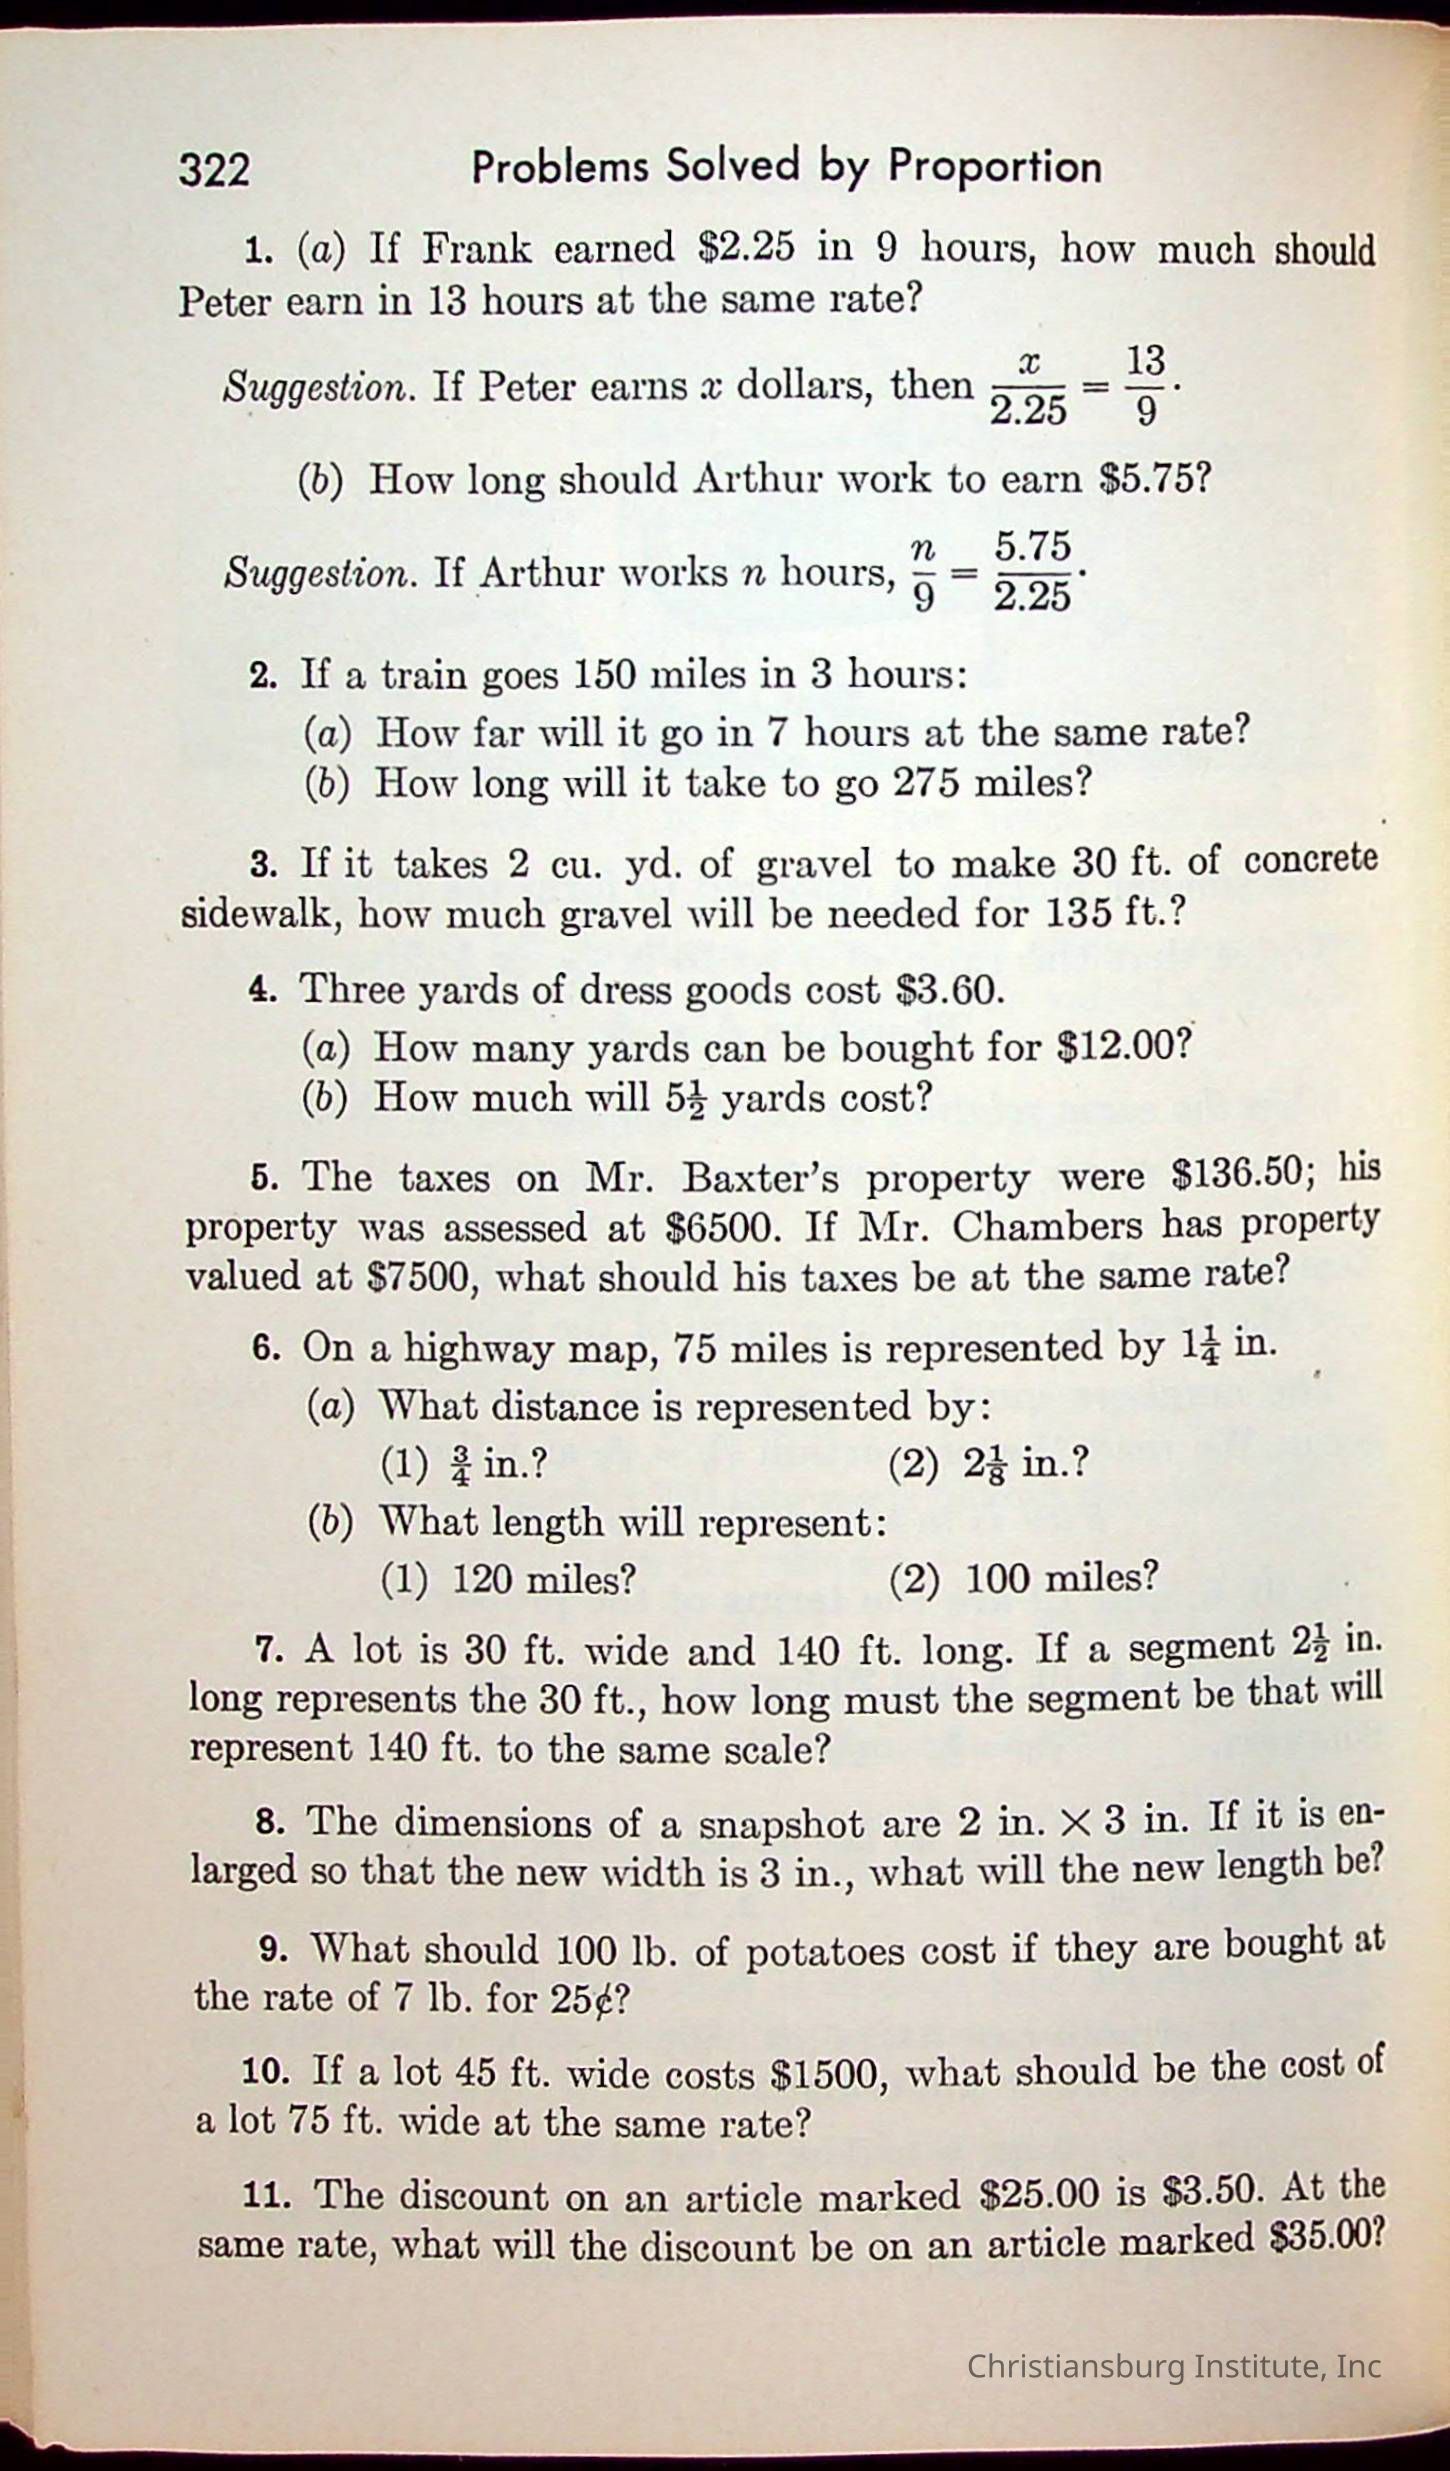 322 Problems Solved by Proportion
1. (a) If Frank earned $2.25 in 9 hours, how much should
Peter earn in 13 hours at the same rate?
Suggestion. If Peter earns x dollars, then x/2.25 = 13/9.
(b) How long should Arthur work to earn $5.75?
Suggestion. If Arthur works n hours, n/9 = 5.75/2.25.
2. If a train goes 150 miles in 3 hours:
(a) How far will it go in 7 hours at the same rate?
(b) How long will it take to go 275 miles?
3. If it takes 2 cu. yd. of gravel to make 30 ft. of concrete
sidewalk, how much gravel will be needed for 135 ft.?
4. Three yards of dress goods cost $3.60.
(a) How many yards can be bought for $12.00?
(b) How much will 5½ yards cost?
5. The taxes on Mr. Baxter's property were $136.50; his
property was assessed at $6500. If Mr. Chambers has property
valued at $7500, what should his taxes be at the same rate?
6. On a highway map, 75 miles is represented by 1¼ in.
(a) What distance is represented by:
(1) ¾ in.? (2) 2⅛ in.?
(b) What length will represent:
(1) 120 miles? (2) 100 miles?
7. A lot is 30 ft. wide and 140 ft. long. If a segment 2½ in.
long represents the 30 ft., how long must the segment be that will
represent 140 ft. to the same scale?
8. The dimensions of a snapshot are 2 in. × 3 in. If it is en-
larged so that the new width is 3 in., what will the new length be?
9. What should 100 lb. of potatoes cost if they are bought at
the rate of 7 lb. for 25¢?
10. If a lot 45 ft. wide costs $1500, what should be the cost of
a lot 75 ft. wide at the same rate?
11. The discount on an article marked $25.00 is $3.50. At the
same rate, what will the discount be on an article marked $35.00?
Christiansburg Institute, Inc